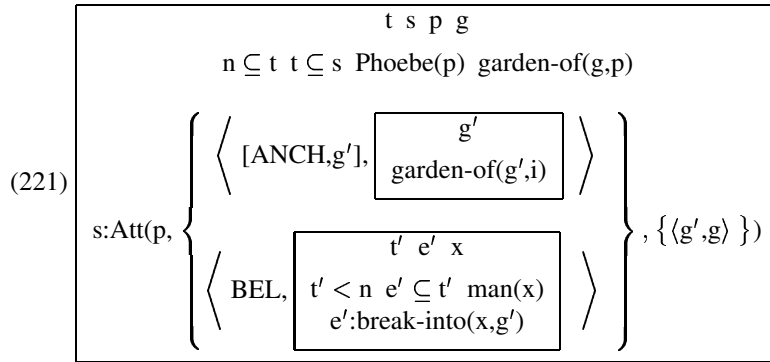 t s p g
n ⊆ t t ⊆ s Phoebe(p) garden-of(g,p)
g′
⟨ [ANCH,g′], garden-of(g′,i) ⟩
(221) s:Att(p, { } , {⟨g′,g⟩ })
t′ e′ x
⟨ BEL, t′ < n e′ ⊆ t′ man(x) ⟩
e′:break-into(x,g′)